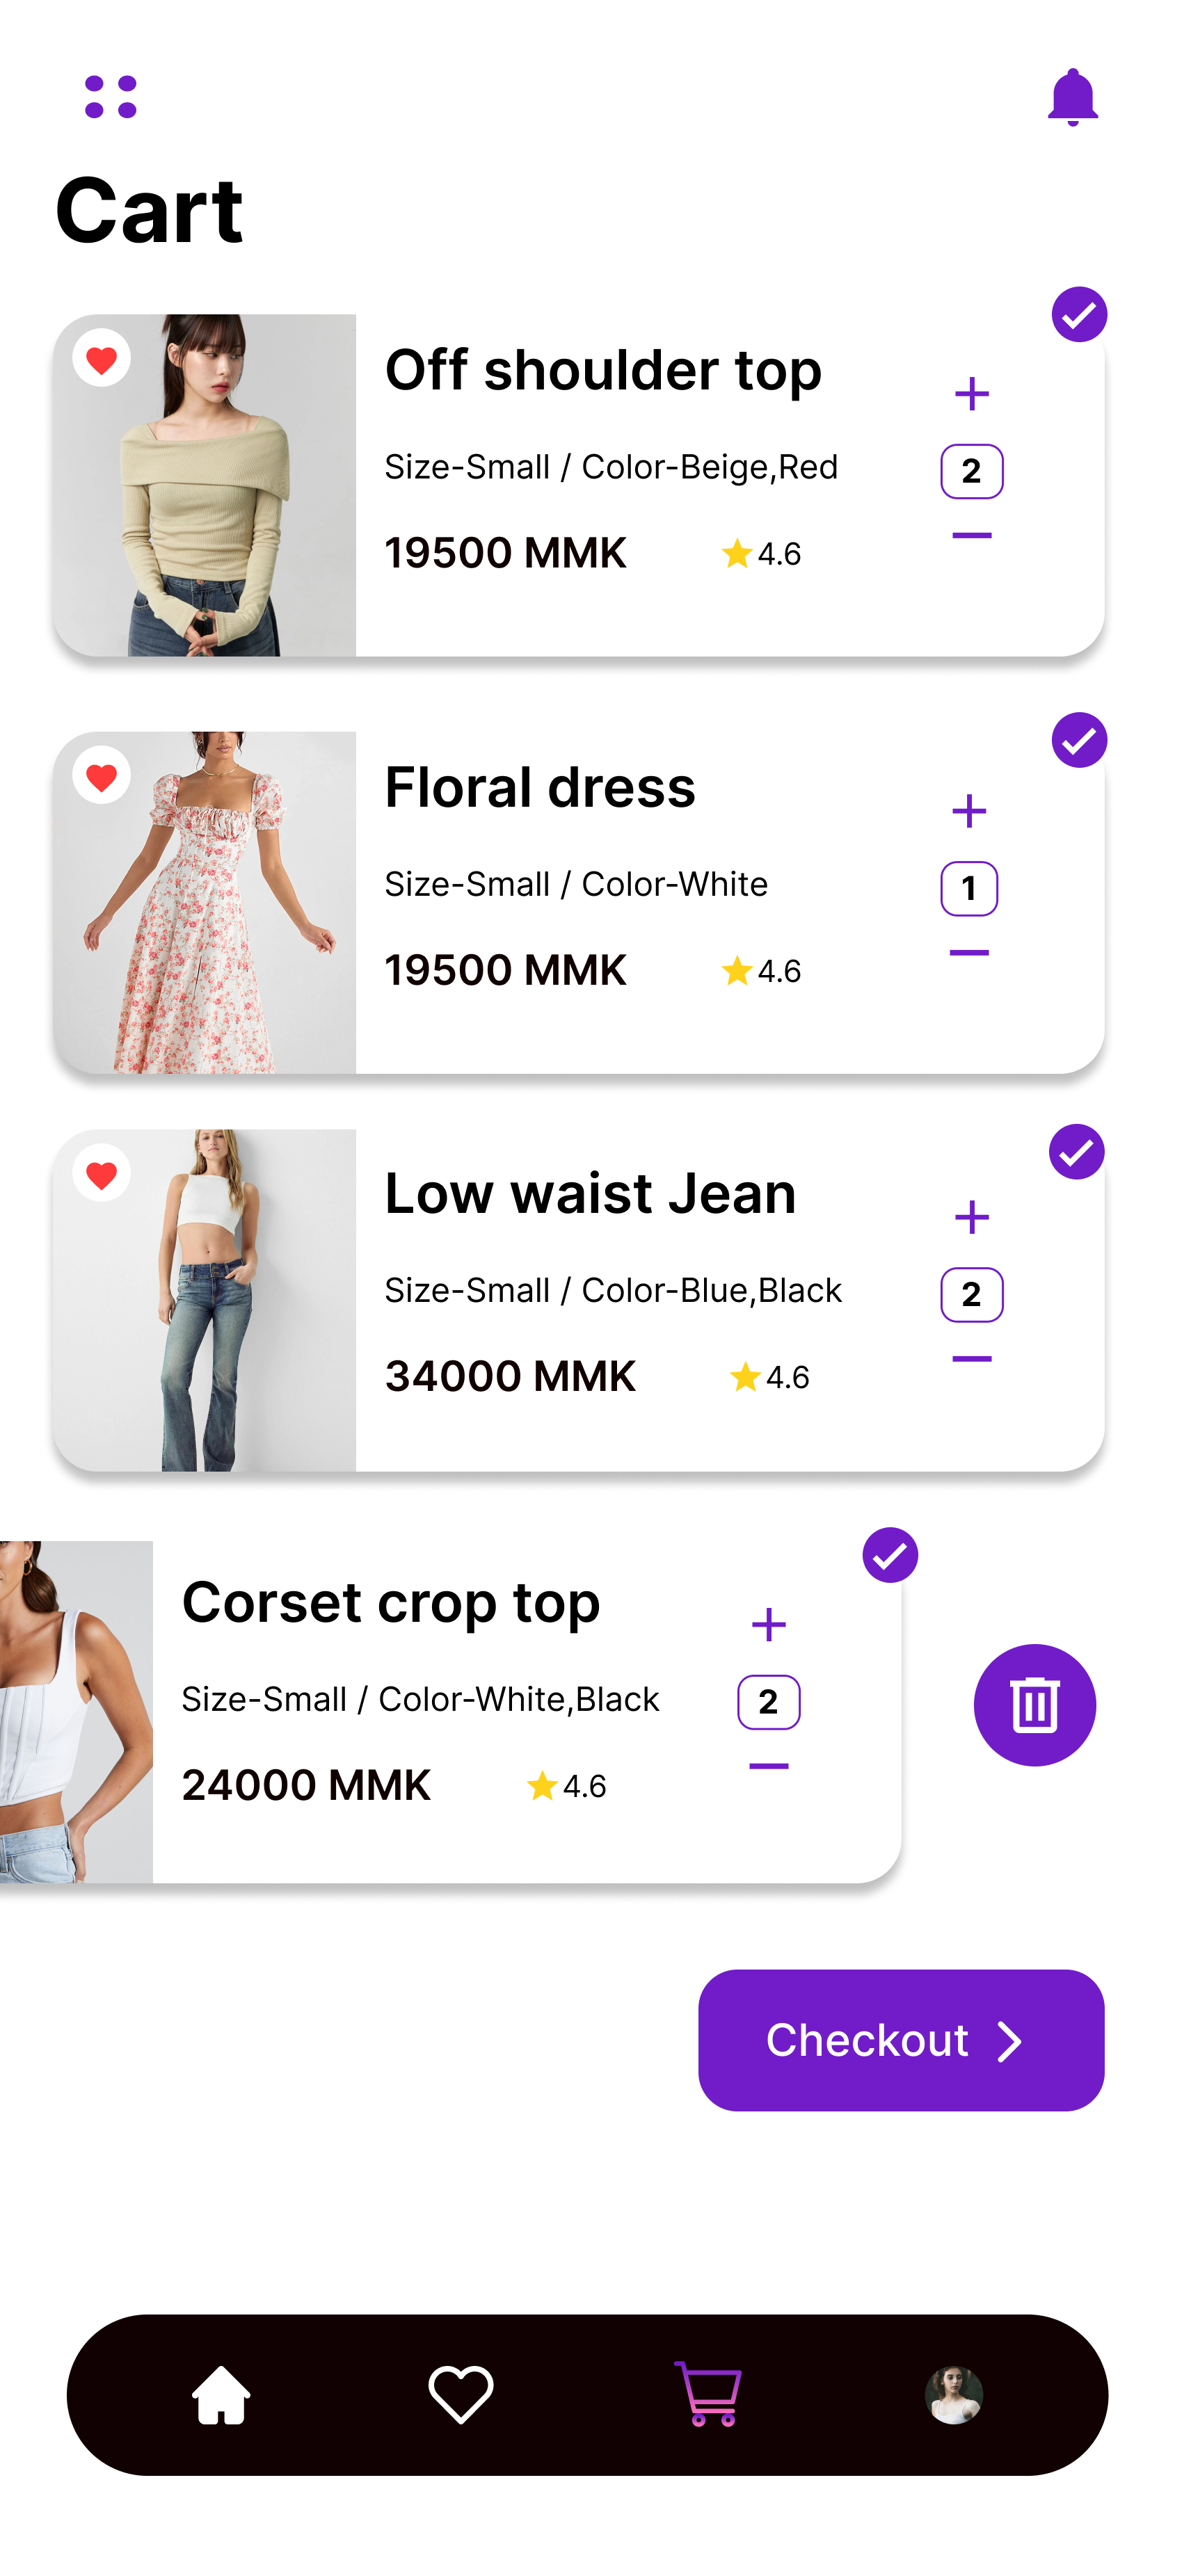 Cart
Off shoulder top
Size-Small / Color-Beige,Red
2
19500 MMK
4.6
Floral dress
Size-Small / Color-White
1
19500 MMK
4.6
Low waist Jean
Size-Small / Color-Blue,Black
2
34000 MMK
4.6
Corset crop top
Size-Small / Color-White,Black
2
24000 MMK
4.6
Checkout